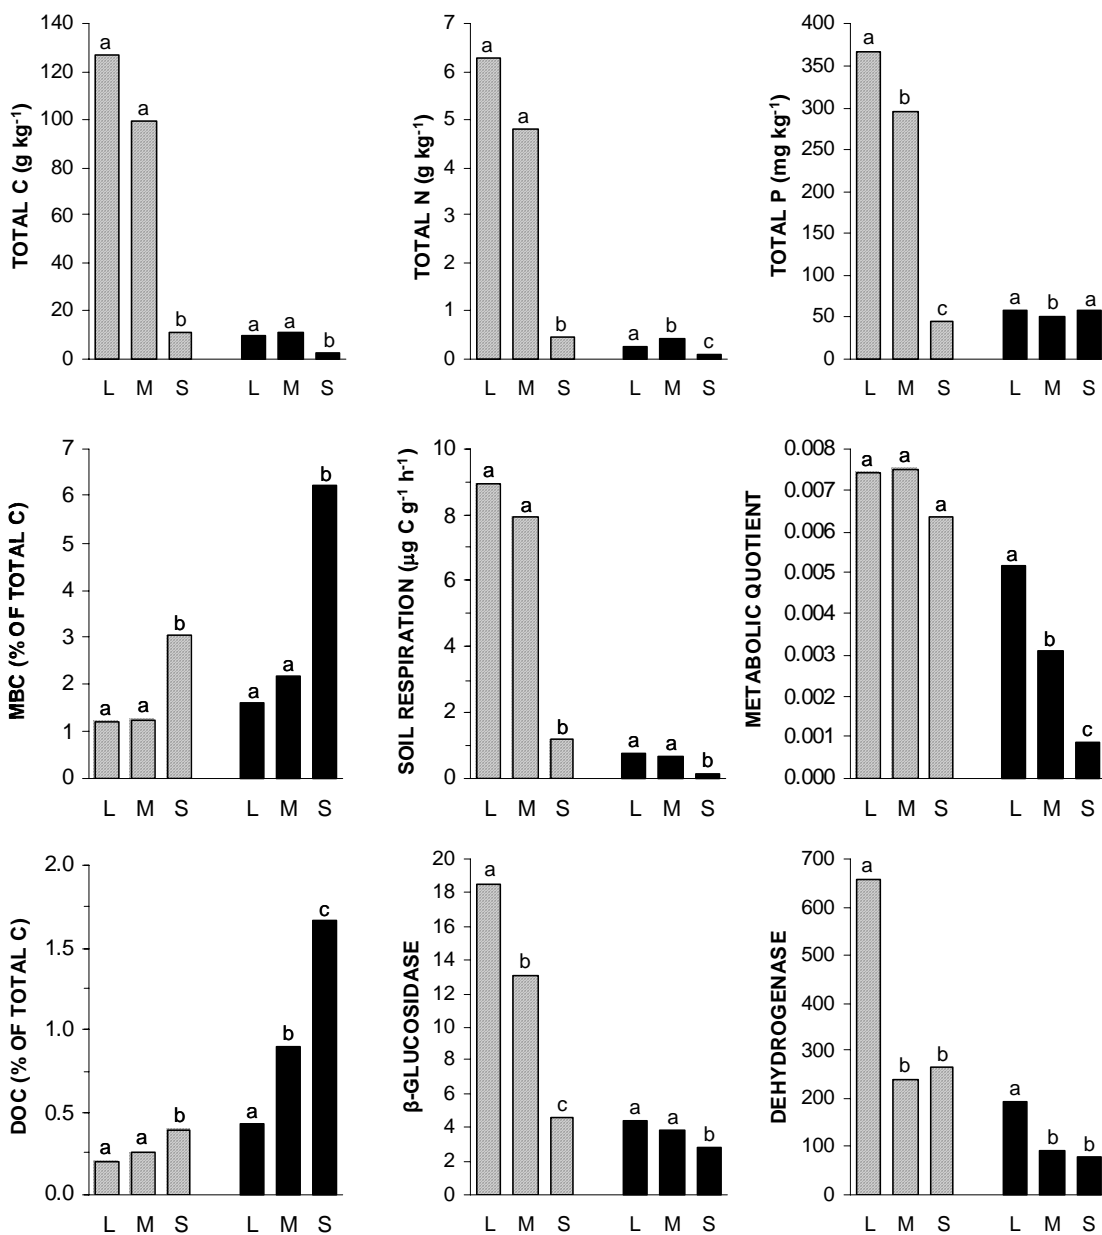 TOTAL C (g kg⁻¹)
140
120
100
80
60
40
20
0
a
a
b
a
a
b
L M S L M S
TOTAL N (g kg⁻¹)
7
6
5
4
3
2
1
0
a
a
b
a
b
c
L M S L M S
TOTAL P (mg kg⁻¹)
400
350
300
250
200
150
100
50
0
a
b
c
a
b
a
L M S L M S
MBC (% OF TOTAL C)
7
6
5
4
3
2
1
0
a
a
b
a
a
b
L M S L M S
SOIL RESPIRATION (μg C g⁻¹ h⁻¹)
10
8
6
4
2
0
a
a
b
a
a
b
L M S L M S
METABOLIC QUOTIENT
0.008
0.007
0.006
0.005
0.004
0.003
0.002
0.001
0.000
a
a
a
a
b
c
L M S L M S
DOC (% OF TOTAL C)
2.0
1.5
1.0
0.5
0.0
a
a
b
a
b
c
L M S L M S
β-GLUCOSIDASE
20
18
16
14
12
10
8
6
4
2
0
a
b
c
a
a
b
L M S L M S
DEHYDROGENASE
700
600
500
400
300
200
100
0
a
b
b
a
b
b
L M S L M S